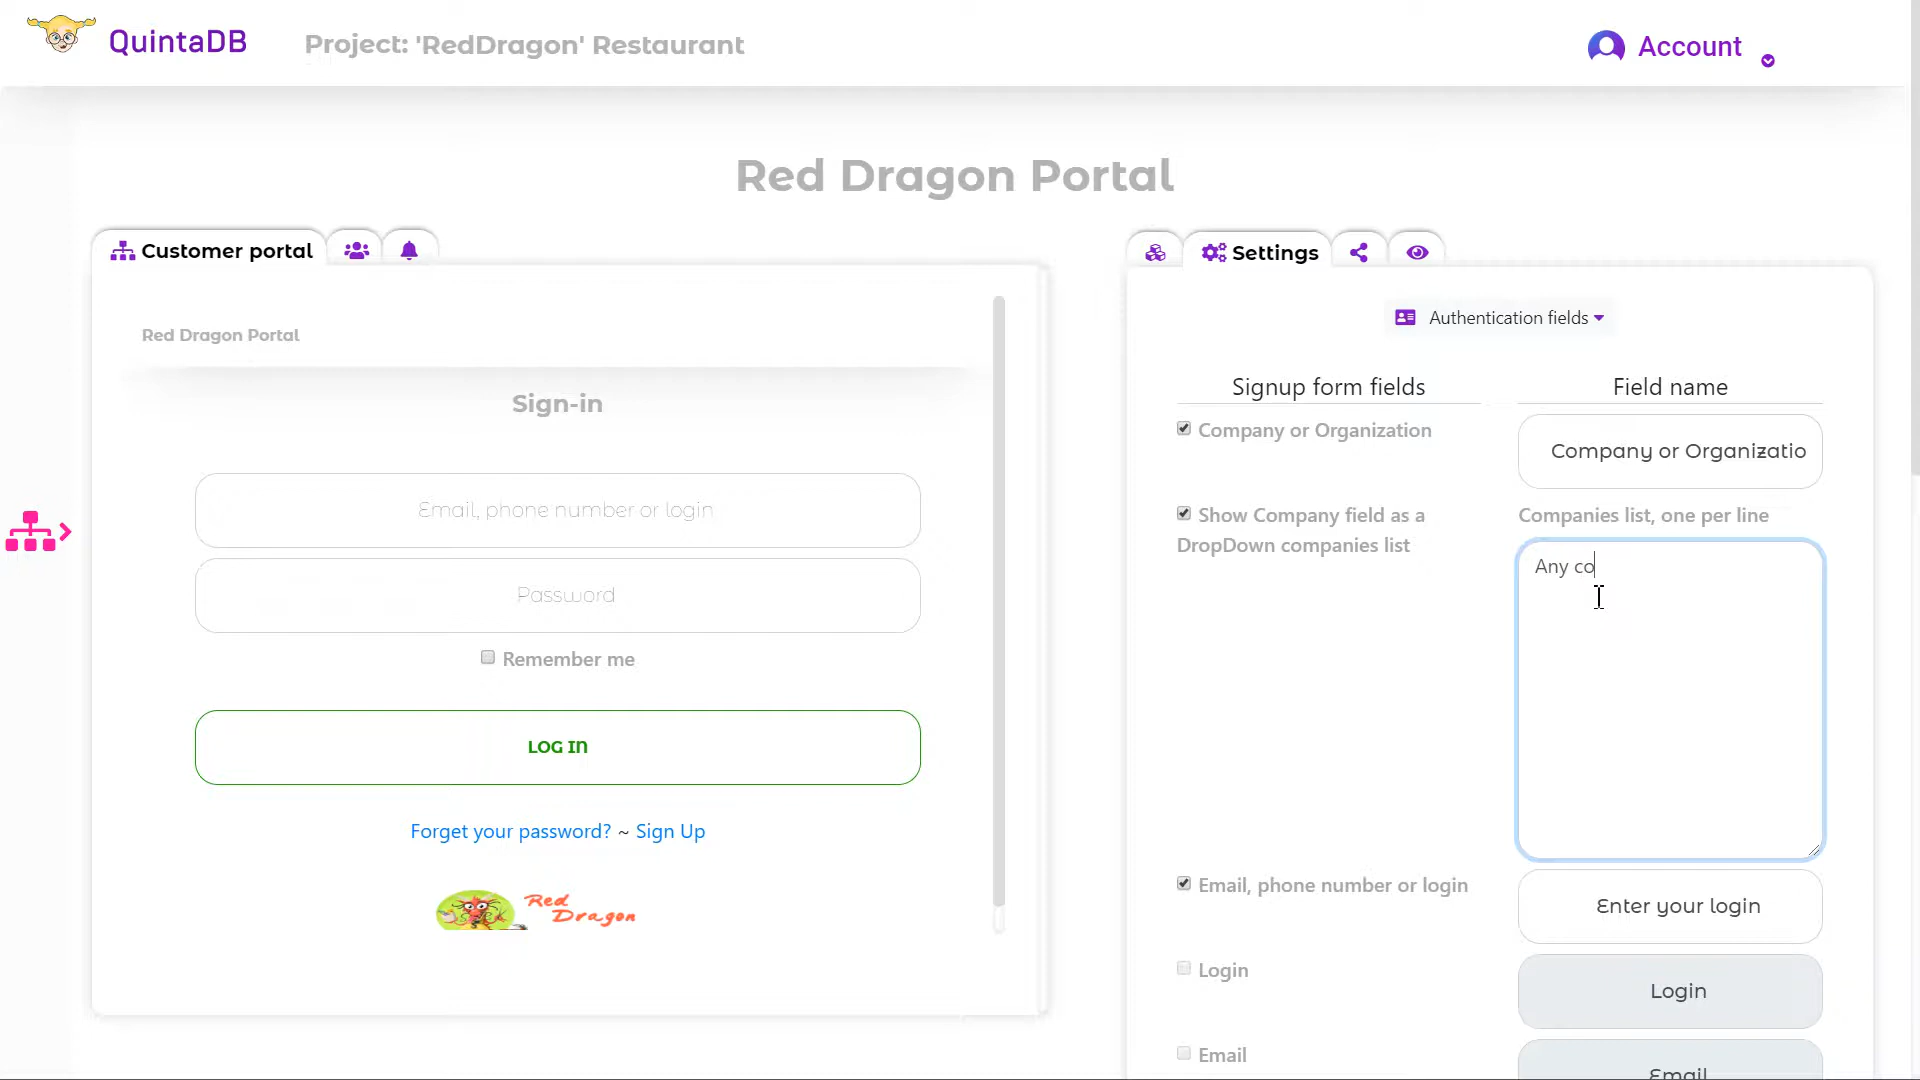 QuintaDB
Project: 'RedDragon' Restaurant
Account
Red Dragon Portal
Customer portal
Red Dragon Portal
Sign-in
Email, phone number or login
Password
Remember me
LOG IN
Forget your password? ~ Sign Up
Red
Dragon
Settings
Authentication fields
Signup form fields
Field name
Company or Organization
Company or Organizatio
Show Company field as a
DropDown companies list
Companies list, one per line
Any co
Email, phone number or login
Enter your login
Login
Login
Email
Email